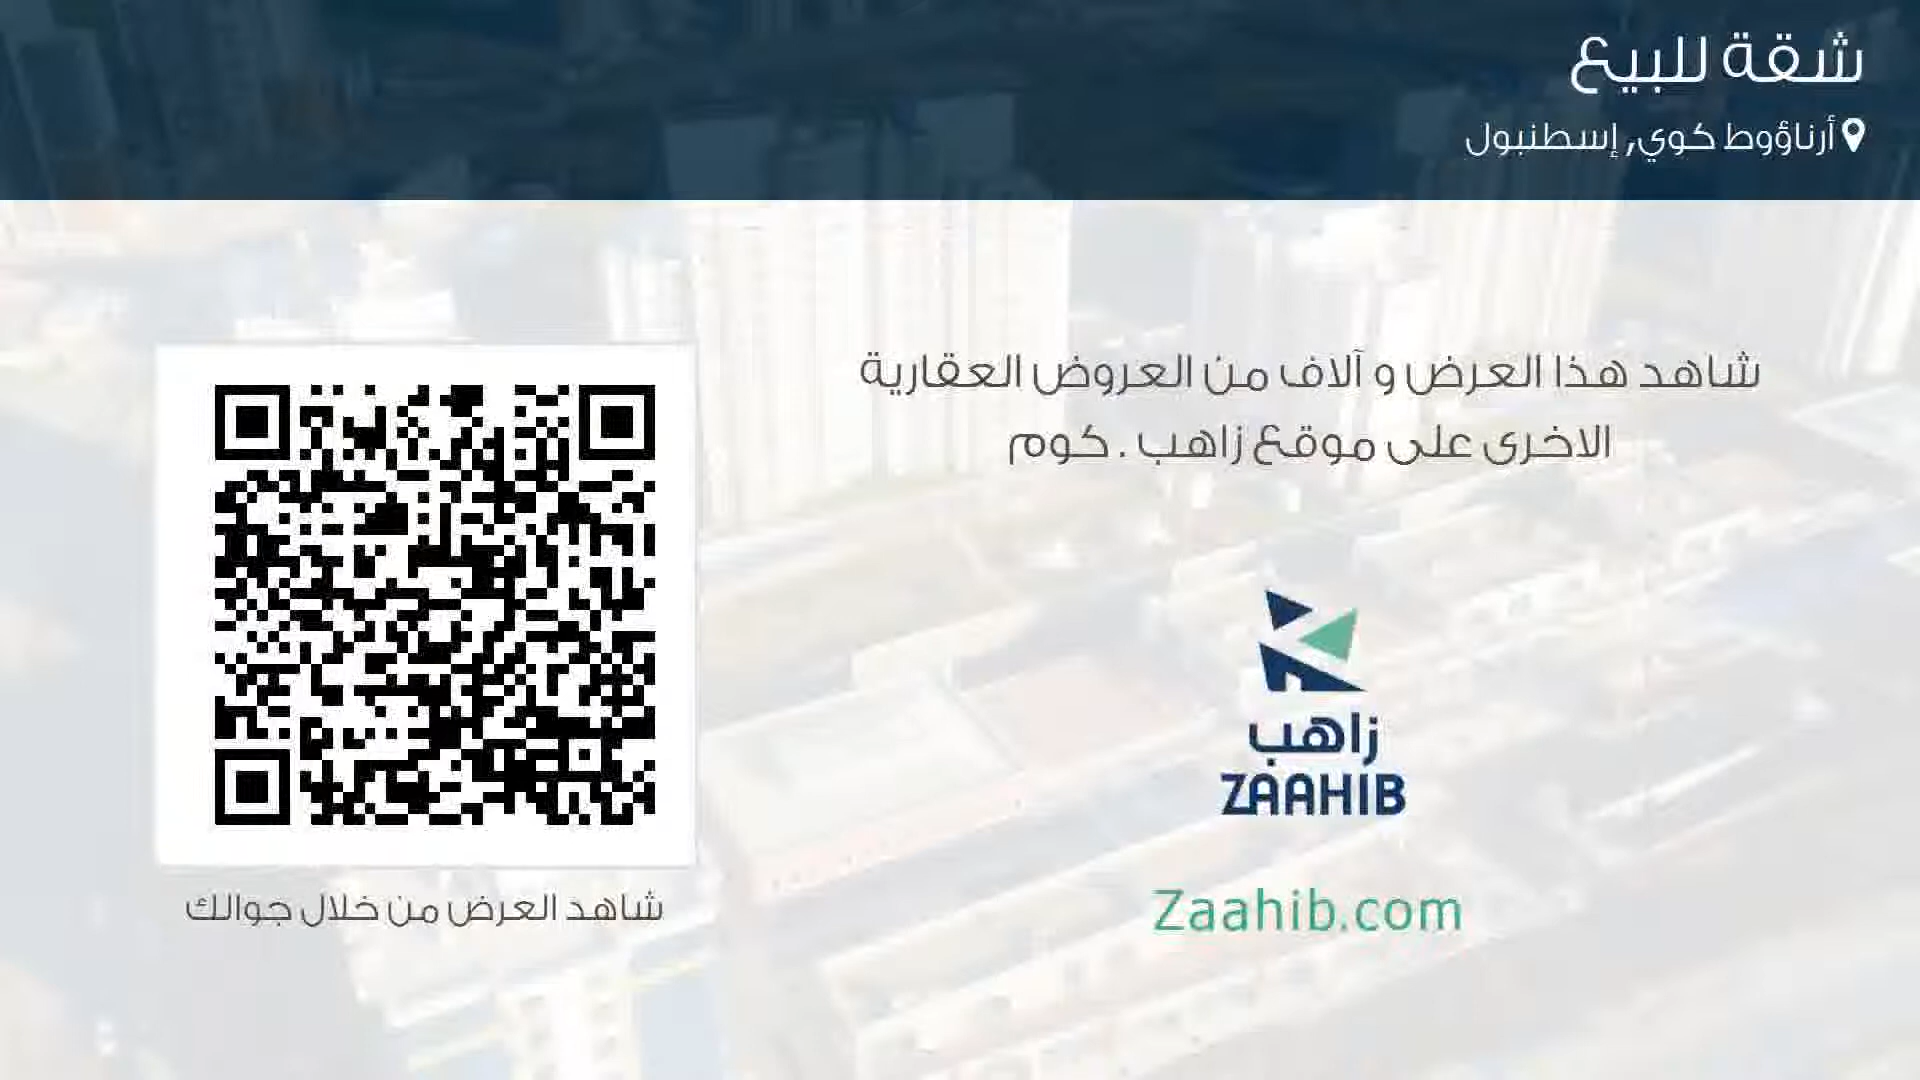 شقة للبيع
أرناؤوط كوي, إسطنبول
شاهد هذا العرض و آلاف من العروض العقارية
الاخرى على موقع زاهب . كوم
زاهب
ZAAHIB
Zaahib.com
شاهد العرض من خلال جوالك